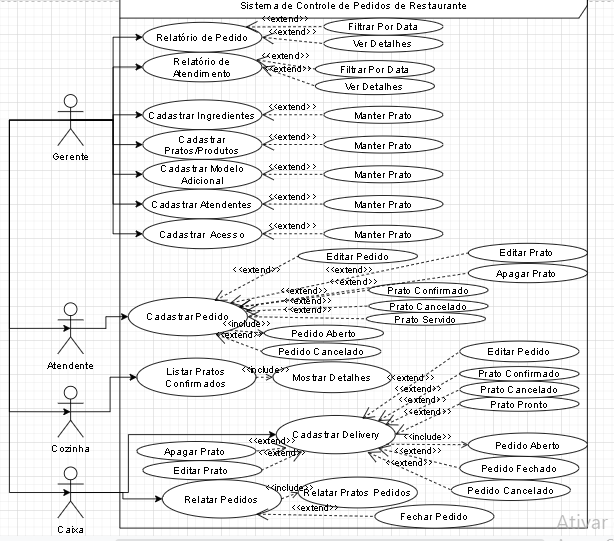 Sistema de Controle de Pedidos de Restaurante
<<extend>>
Filtrar Por Data
Relatório de Pedido
<<extend>>
Ver Detalhes
Relatório de
Atendimento
<<extend>>
<<extend>>
Filtrar Por Data
Ver Detalhes
Cadastrar Ingredientes
<<extend>>
Manter Prato
Cadastrar
Pratos/Produtos
<<extend>>
Manter Prato
Gerente
Cadastrar Modelo
Adicional
<<extend>>
Manter Prato
Cadastrar Atendentes
<<extend>>
Manter Prato
Cadastrar Acesso
<<extend>>
Manter Prato
Editar Pedido
Editar Prato
<<extend>>
<<extend>>
Apagar Prato
<<extend>>
Prato Confirmado
<<extend>>
<<extend>>
Prato Cancelado
Cadastrar Pedido
Prato Servido
<<include>>
<<extend>>
Pedido Aberto
Pedido Cancelado
Atendente
Listar Pratos
Confirmados
<<include>>
Mostrar Detalhes
Editar Pedido
<<extend>>
Prato Confirmado
<<extend>>
Prato Cancelado
<<extend>>
<<extend>>
Prato Pronto
Cozinha
Cadastrar Delivery
<<include>>
Pedido Aberto
<<extend>>
Apagar Prato
<<extend>>
Editar Prato
<<extend>>
<<extend>>
Pedido Fechado
<<extend>>
Pedido Cancelado
Relatar Pedidos
<<include>>
Relatar Pratos Pedidos
<<extend>>
Fechar Pedido
Caixa
Ativar